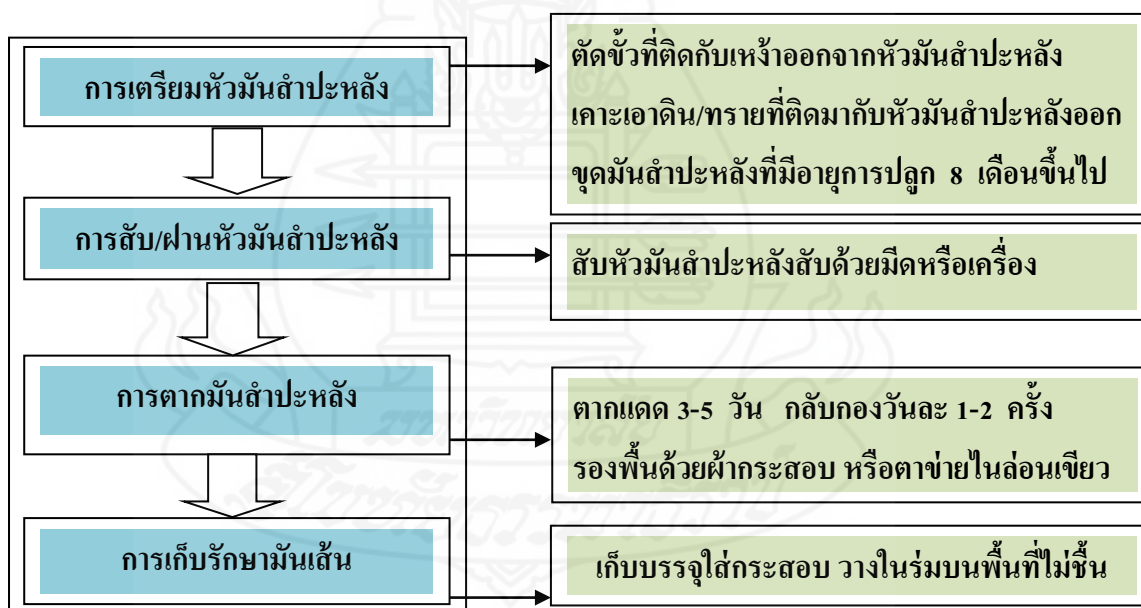 การเตรียมหัวมันสำปะหลัง
ตัดขั้วที่ติดกับเหง้าออกจากหัวมันสำปะหลัง
เคาะเอาดิน/ทรายที่ติดมากับหัวมันสำปะหลังออก
ขุดมันสำปะหลังที่มีอายุการปลูก 8 เดือนขึ้นไป
การสับ/ฝานหัวมันสำปะหลัง
สับหัวมันสำปะหลังสับด้วยมีดหรือเครื่อง
การตากมันสำปะหลัง
ตากแดด 3-5 วัน กลับกองวันละ 1-2 ครั้ง
รองพื้นด้วยผ้ากระสอบ หรือตาข่ายไนล่อนเขียว
การเก็บรักษามันเส้น
เก็บบรรจุใส่กระสอบ วางในร่มบนพื้นที่ไม่ชื้น